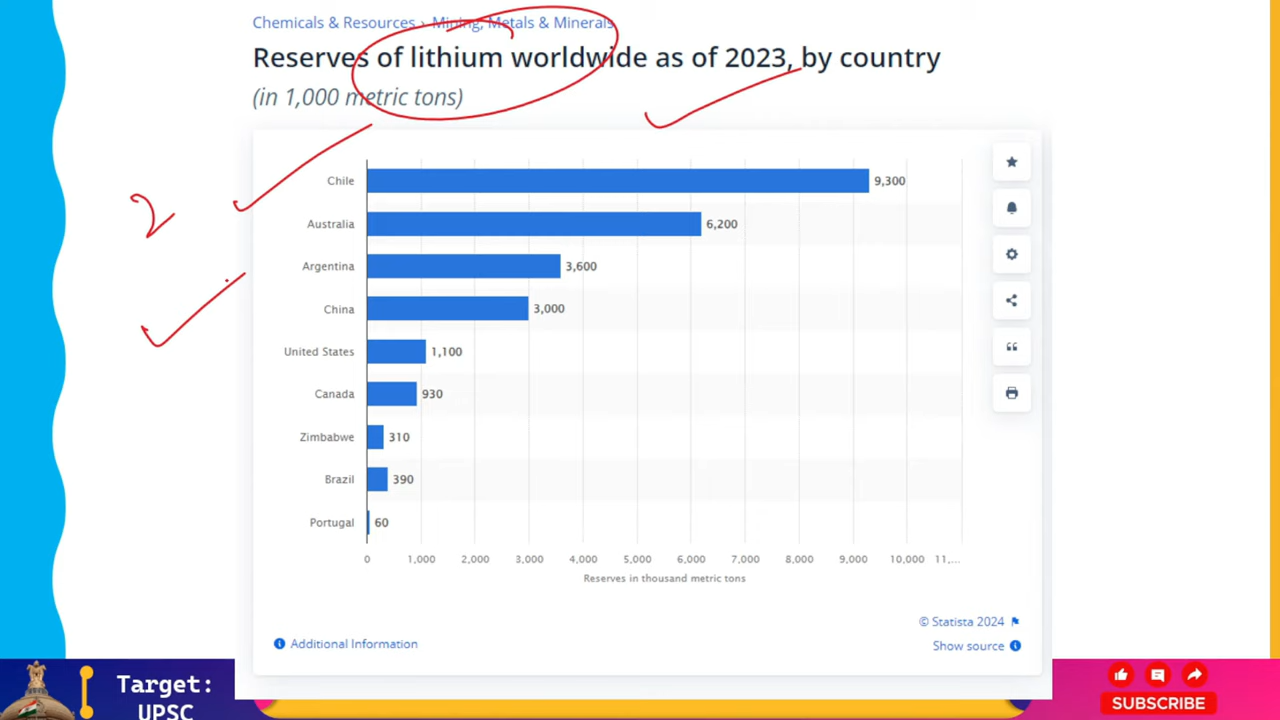 Chemicals & Resources › Mining, Metals & Minerals
Reserves of lithium worldwide as of 2023, by country
(in 1,000 metric tons)
2
Chile 9,300
Australia 6,200
Argentina 3,600
China 3,000
United States 1,100
Canada 930
Zimbabwe 310
Brazil 390
Portugal 60
0 1,000 2,000 3,000 4,000 5,000 6,000 7,000 8,000 9,000 10,000 11,...
Reserves in thousand metric tons
© Statista 2024
Additional Information
Show source
Target:
UPSC
SUBSCRIBE